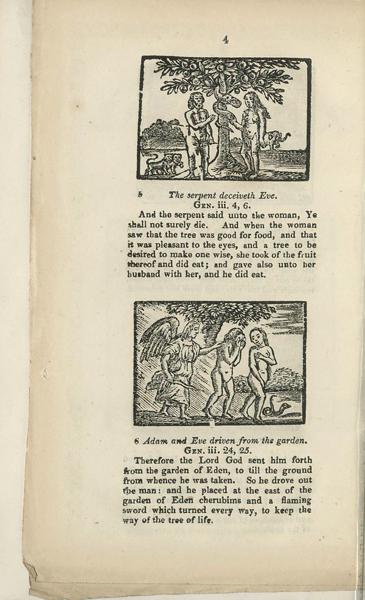 4
5 The serpent deceiveth Eve.
GEN. iii. 4, 6.
And the serpent said unto the woman, Ye
shall not surely die. And when the woman
saw that the tree was good for food, and that
it was pleasant to the eyes, and a tree to be
desired to make one wise, she took of the fruit
thereof and did eat; and gave also unto her
husband with her, and he did eat.
6 Adam and Eve driven from the garden.
GEN. iii. 24, 25.
Therefore the Lord God sent him forth
from the garden of Eden, to till the ground
from whence he was taken. So he drove out
the man: and he placed at the east of the
garden of Eden cherubims and a flaming
sword which turned every way, to keep the
way of the tree of life.